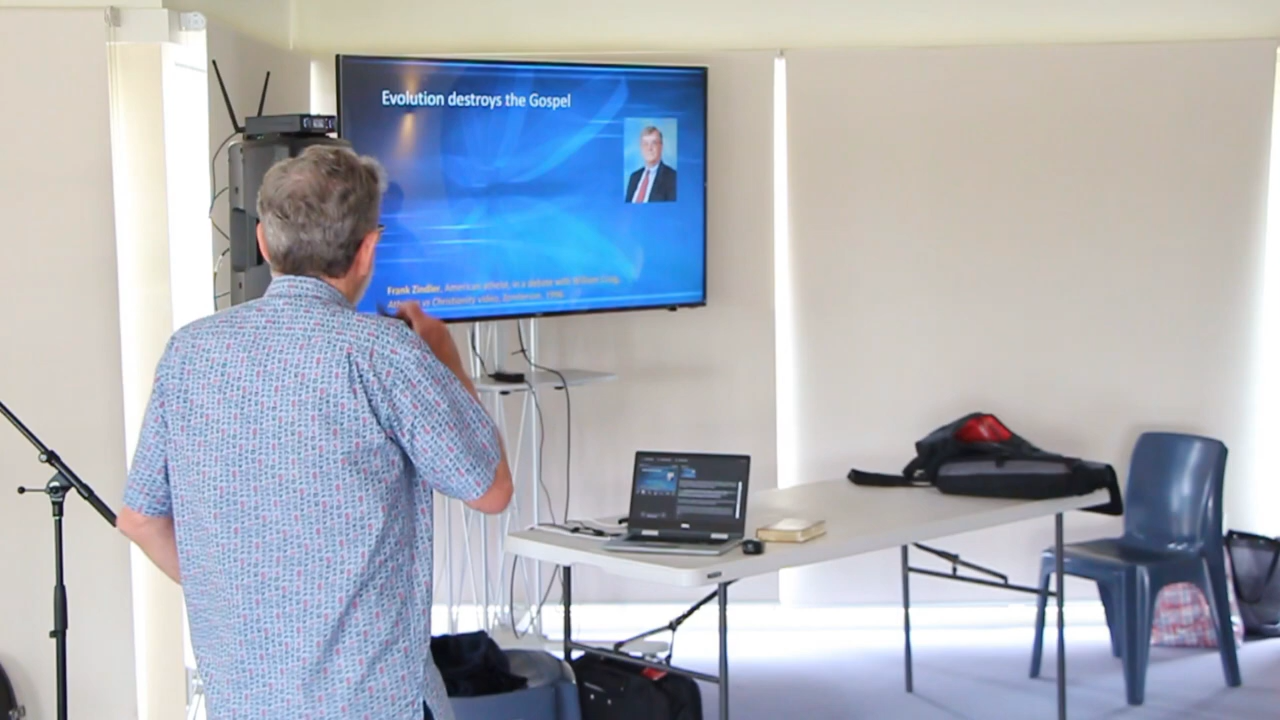 Evolution destroys the Gospel
Frank Zindler, American atheist, in a debate with William Craig,
Atheism vs Christianity video, Zondervan, 1996